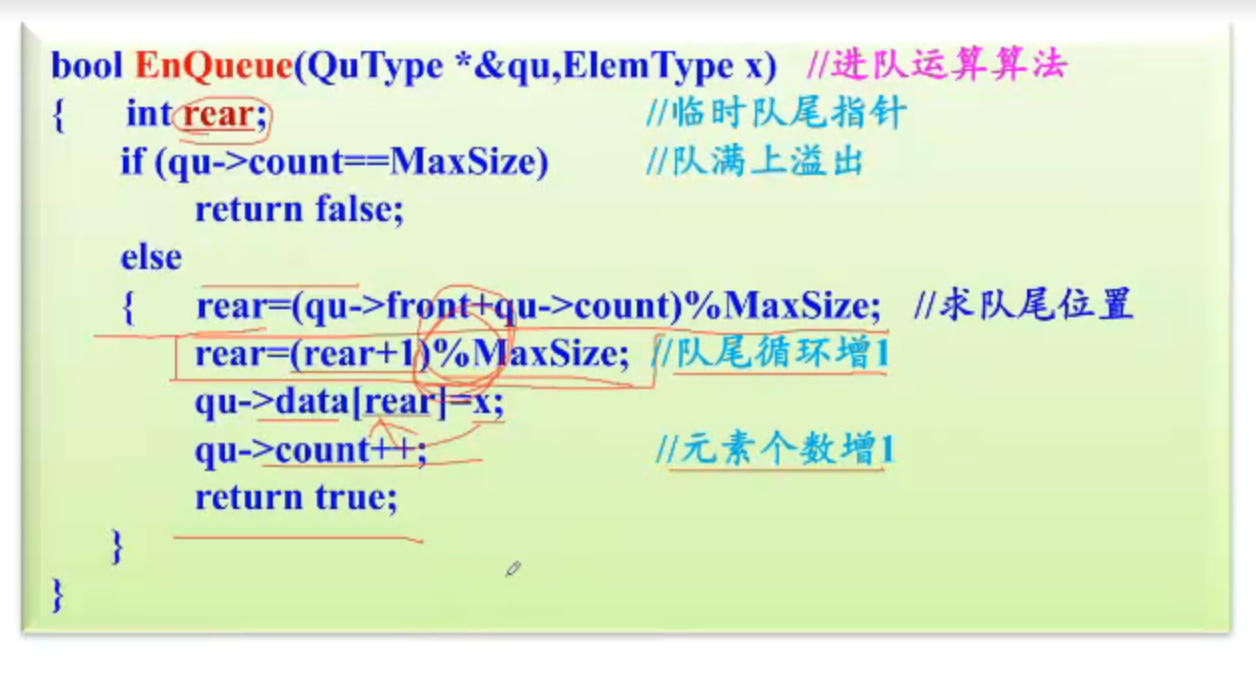 bool EnQueue(QuType *&qu,ElemType x) //进队运算算法
{ int rear; //临时队尾指针
if (qu->count==MaxSize) //队满上溢出
return false;
else
{ rear=(qu->front+qu->count)%MaxSize; //求队尾位置
rear=(rear+1)%MaxSize; //队尾循环增1
qu->data[rear]=x;
qu->count++; //元素个数增1
return true;
}
}